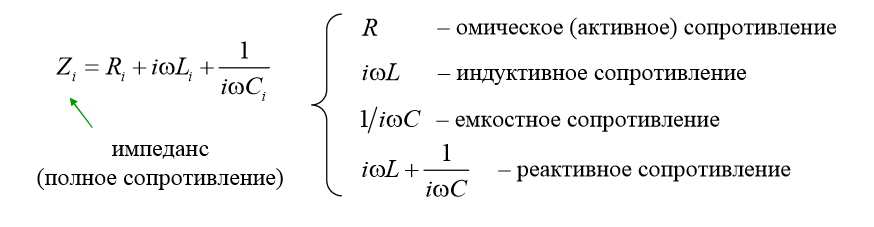 Z_i = R_i + iωL_i + 1/(iωC_i)
импеданс
(полное сопротивление)
R – омическое (активное) сопротивление
iωL – индуктивное сопротивление
1/iωC – емкостное сопротивление
iωL + 1/(iωC) – реактивное сопротивление